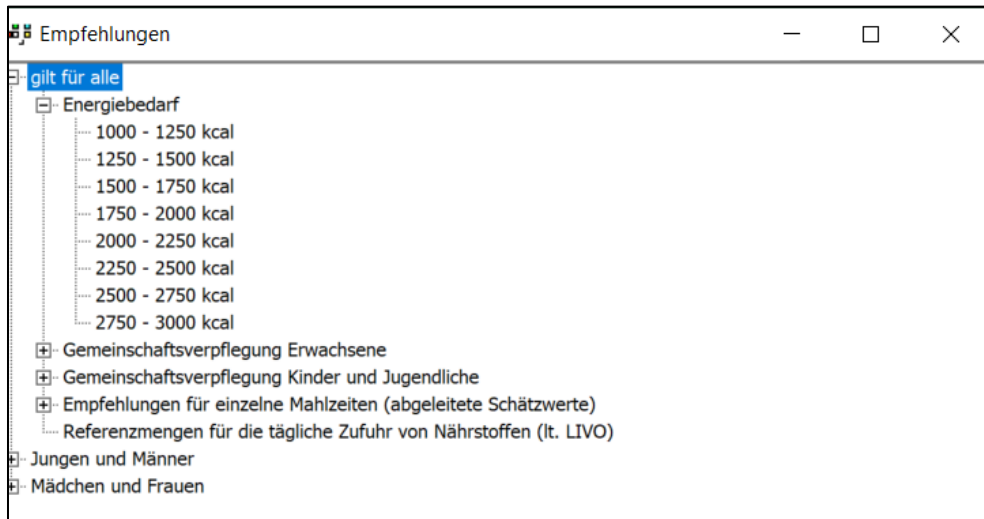 Empfehlungen
gilt für alle
Energiebedarf
1000 - 1250 kcal
1250 - 1500 kcal
1500 - 1750 kcal
1750 - 2000 kcal
2000 - 2250 kcal
2250 - 2500 kcal
2500 - 2750 kcal
2750 - 3000 kcal
Gemeinschaftsverpflegung Erwachsene
Gemeinschaftsverpflegung Kinder und Jugendliche
Empfehlungen für einzelne Mahlzeiten (abgeleitete Schätzwerte)
Referenzmengen für die tägliche Zufuhr von Nährstoffen (lt. LIVO)
Jungen und Männer
Mädchen und Frauen